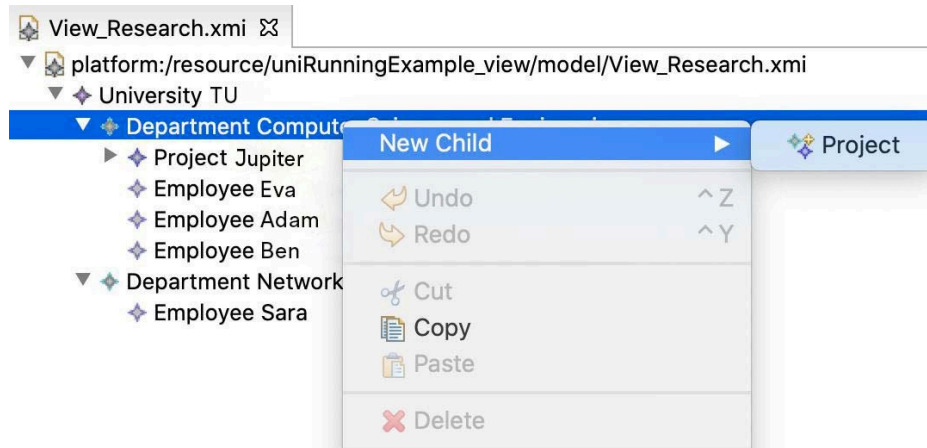 View_Research.xmi
platform:/resource/uniRunningExample_view/model/View_Research.xmi
University TU
Department
Project Jupiter
Employee Eva
Employee Adam
Employee Ben
Department Network
Employee Sara
New Child
Project
Undo ^Z
Redo ^Y
Cut
Copy
Paste
Delete